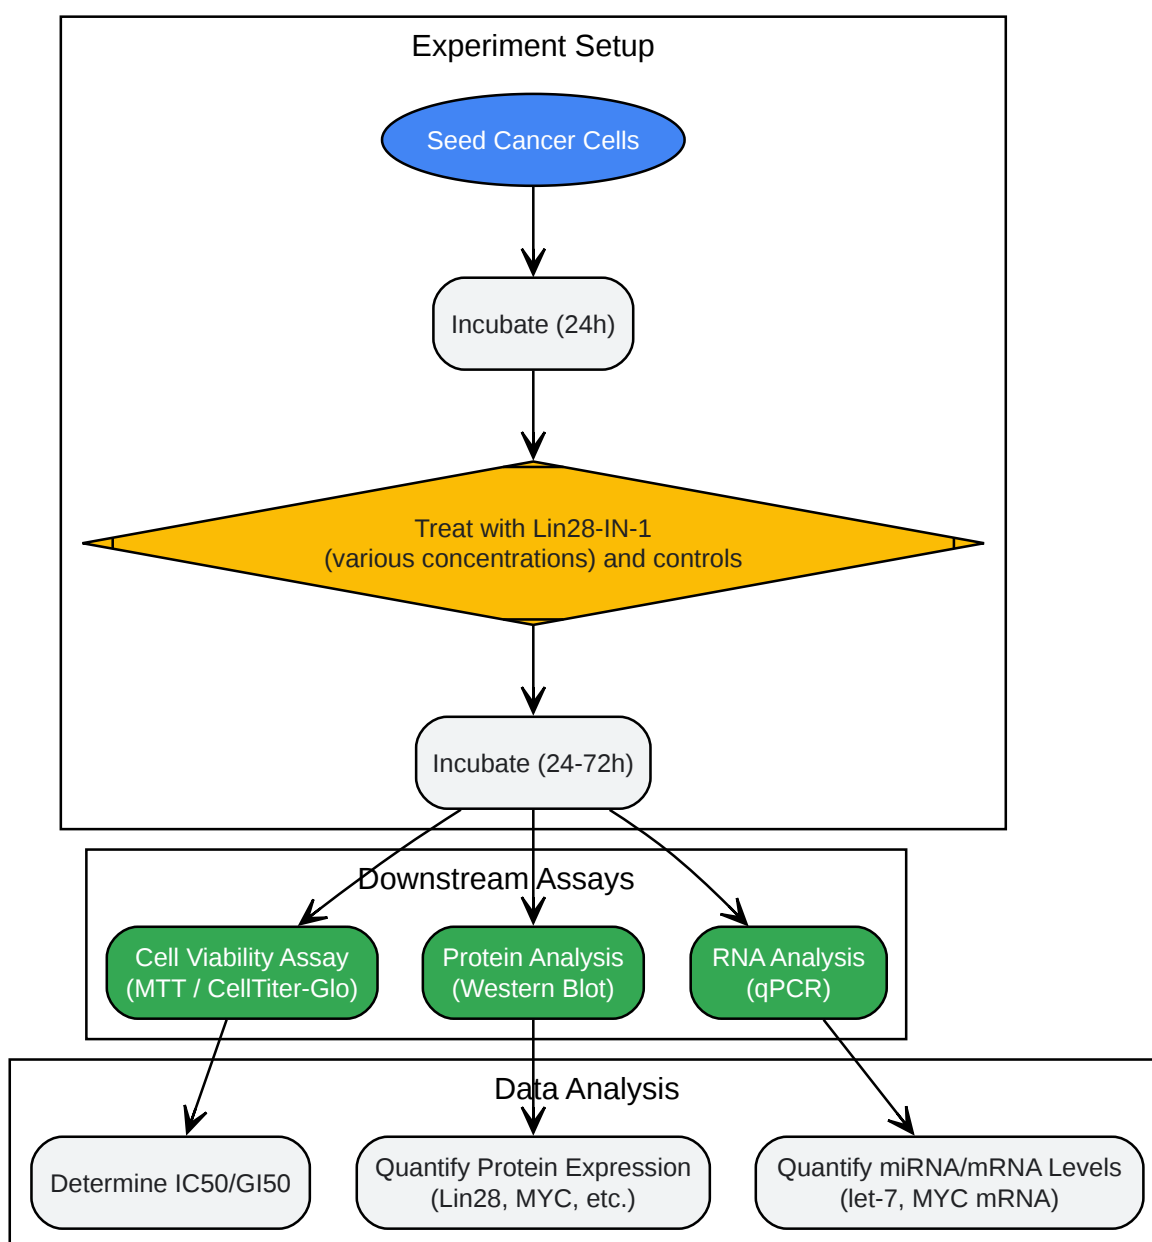 Experiment Setup
Seed Cancer Cells
Incubate (24h)
Treat with Lin28-IN-1
(various concentrations) and controls
Incubate (24-72h)
Downstream Assays
Cell Viability Assay
(MTT / CellTiter-Glo)
Protein Analysis
(Western Blot)
RNA Analysis
(qPCR)
Data Analysis
Determine IC50/GI50
Quantify Protein Expression
(Lin28, MYC, etc.)
Quantify miRNA/mRNA Levels
(let-7, MYC mRNA)